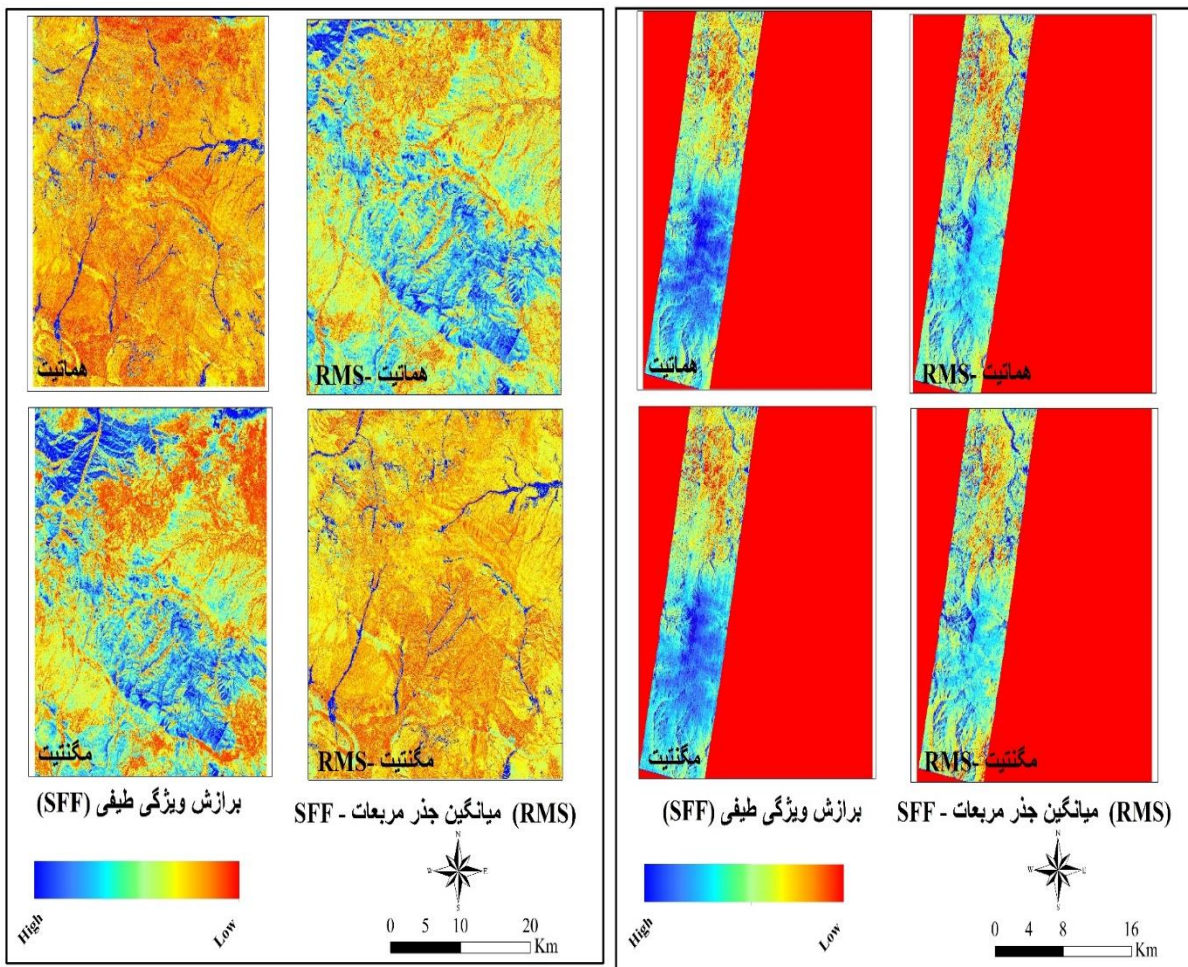 هماتیت
RMS- هماتیت
مگنتیت
RMS- مگنتیت
برازش ویژگی طیفی (SFF)
SFF - میانگین جذر مربعات (RMS)
High
Low
N
W
E
S
0 5 10 20
Km
هماتیت
RMS- هماتیت
مگنتیت
RMS- مگنتیت
برازش ویژگی طیفی (SFF)
SFF - میانگین جذر مربعات (RMS)
High
Low
N
W
E
S
0 4 8 16
Km